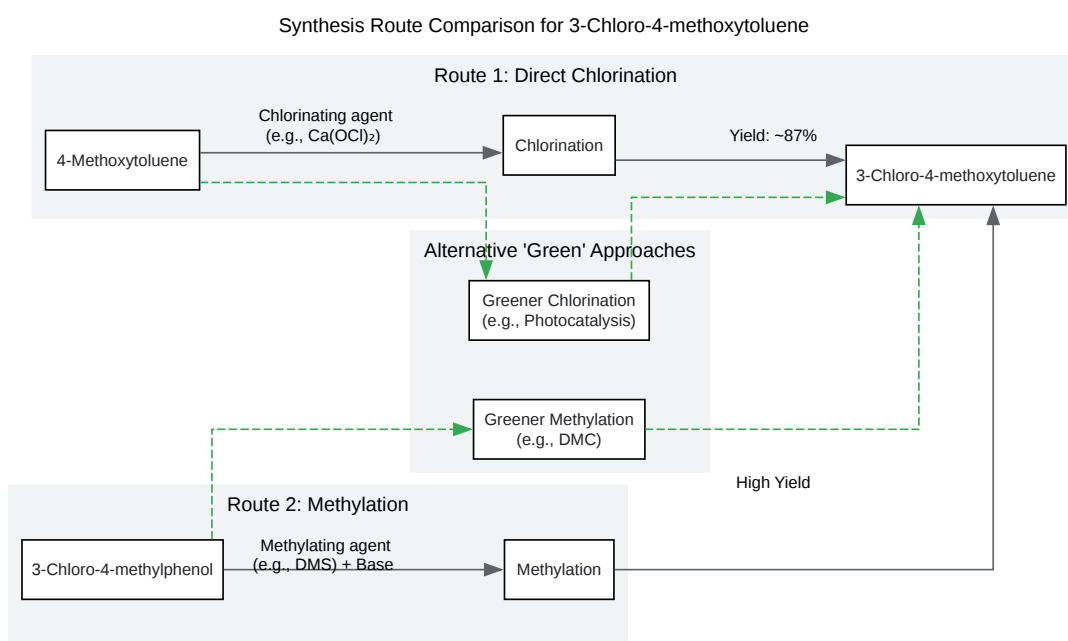 Synthesis Route Comparison for 3-Chloro-4-methoxytoluene
Route 1: Direct Chlorination
Chlorinating agent
(e.g., Ca(OCl)₂)
Yield: ~87%
4-Methoxytoluene
Chlorination
3-Chloro-4-methoxytoluene
Alternative 'Green' Approaches
Greener Chlorination
(e.g., Photocatalysis)
Greener Methylation
(e.g., DMC)
High Yield
Route 2: Methylation
Methylating agent
(e.g., DMS) + Base
3-Chloro-4-methylphenol
Methylation